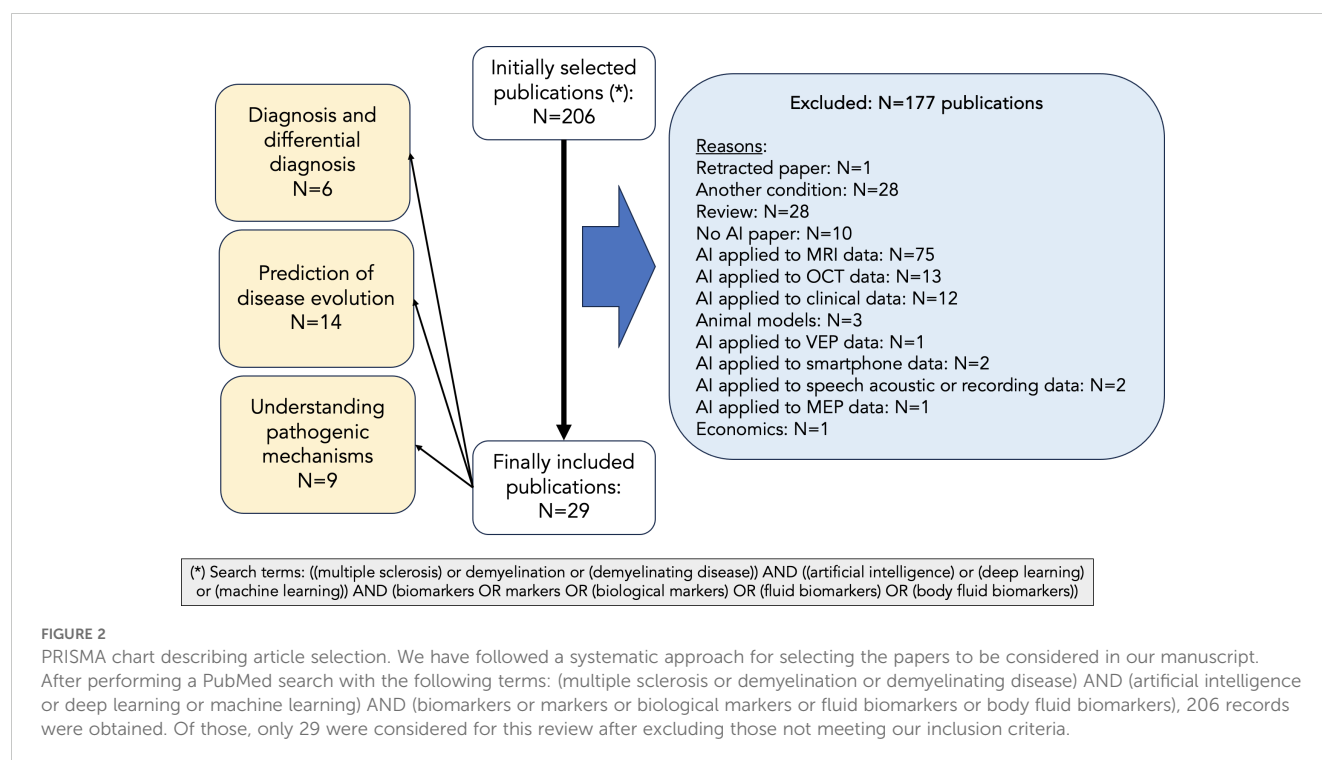 Initially selected
publications (*):
N=206
Diagnosis and
differential
diagnosis
N=6
Prediction of
disease evolution
N=14
Understanding
pathogenic
mechanisms
N=9
Finally included
publications:
N=29
Excluded: N=177 publications
Reasons:
Retracted paper: N=1
Another condition: N=28
Review: N=28
No AI paper: N=10
AI applied to MRI data: N=75
AI applied to OCT data: N=13
AI applied to clinical data: N=12
Animal models: N=3
AI applied to VEP data: N=1
AI applied to smartphone data: N=2
AI applied to speech acoustic or recording data: N=2
AI applied to MEP data: N=1
Economics: N=1
(*) Search terms: ((multiple sclerosis) or demyelination or (demyelinating disease)) AND ((artificial intelligence) or (deep learning)
or (machine learning)) AND (biomarkers OR markers OR (biological markers) OR (fluid biomarkers) OR (body fluid biomarkers))
FIGURE 2
PRISMA chart describing article selection. We have followed a systematic approach for selecting the papers to be considered in our manuscript.
After performing a PubMed search with the following terms: (multiple sclerosis or demyelination or demyelinating disease) AND (artificial intelligence
or deep learning or machine learning) AND (biomarkers or markers or biological markers or fluid biomarkers or body fluid biomarkers), 206 records
were obtained. Of those, only 29 were considered for this review after excluding those not meeting our inclusion criteria.